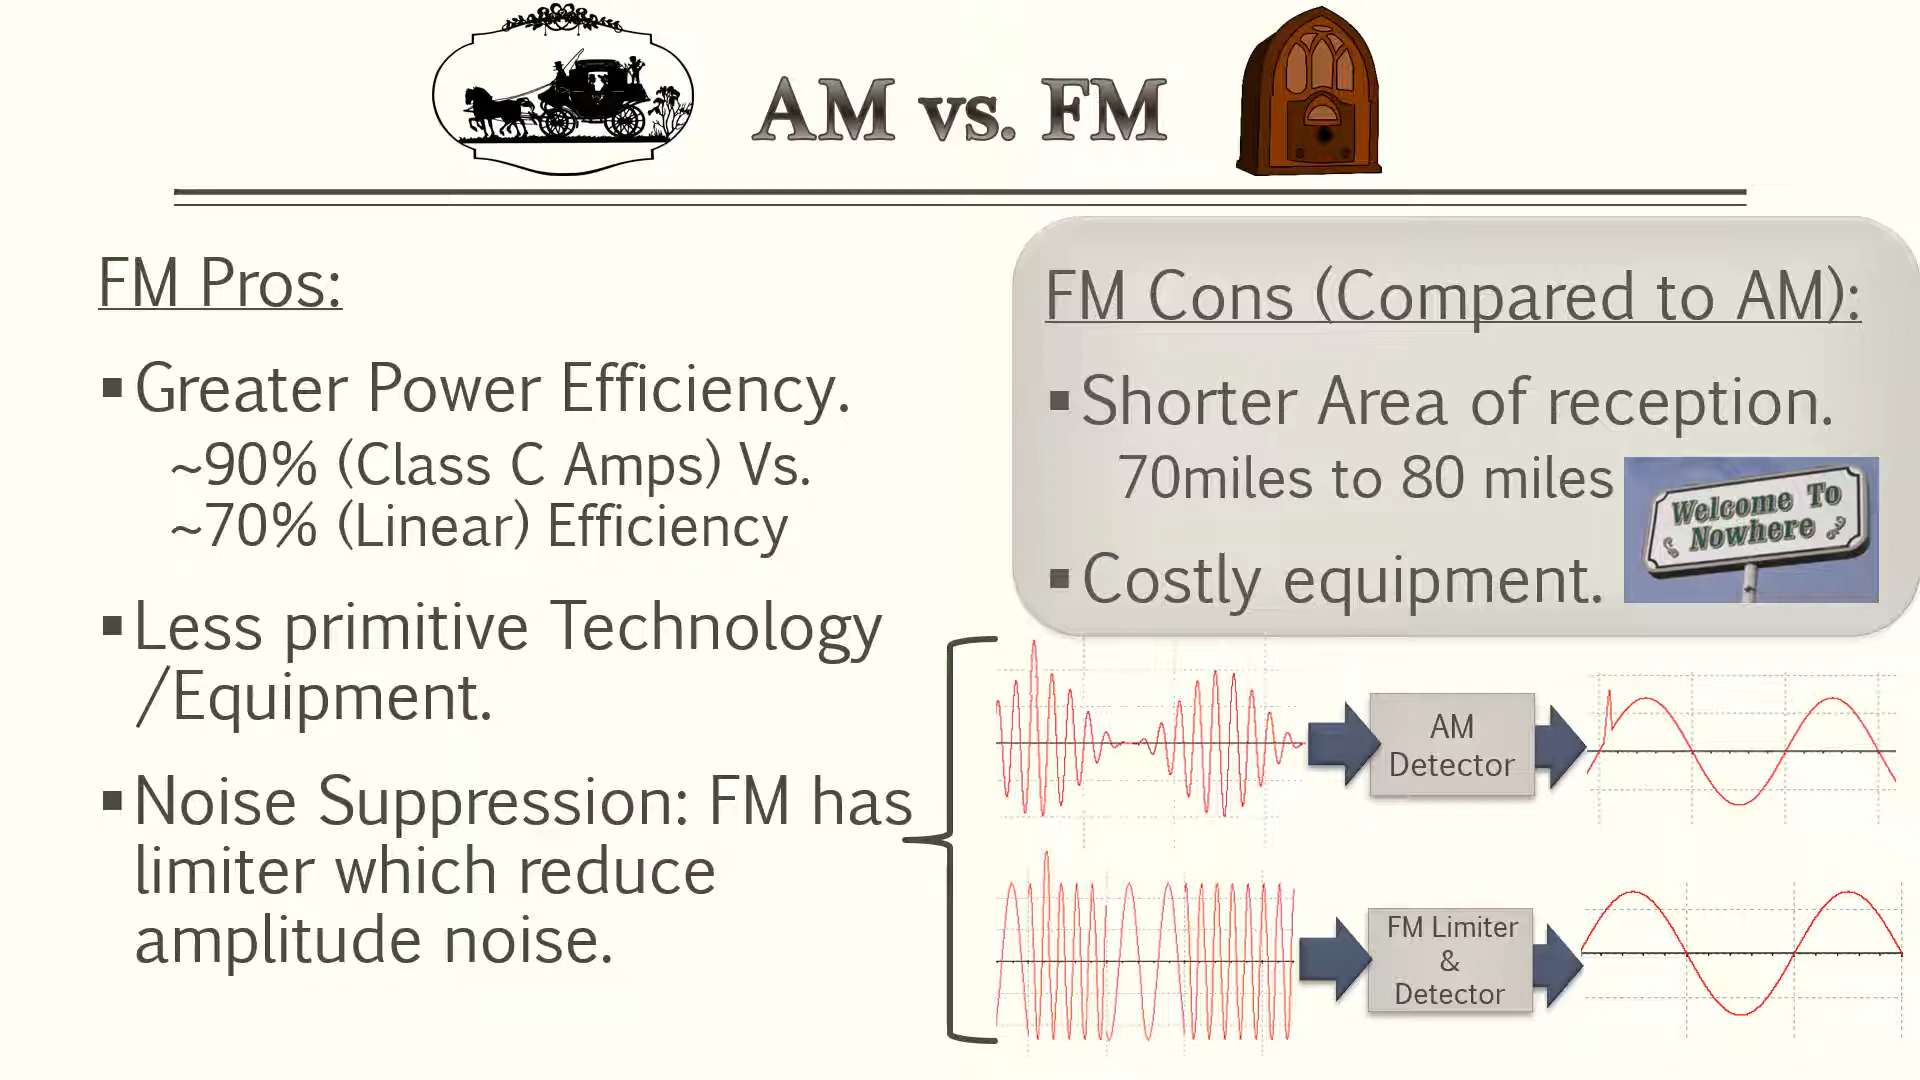 AM vs. FM
FM Pros:
▪Greater Power Efficiency.
~90% (Class C Amps) Vs.
~70% (Linear) Efficiency
▪Less primitive Technology
/Equipment.
▪Noise Suppression: FM has
limiter which reduce
amplitude noise.
FM Cons (Compared to AM):
▪Shorter Area of reception.
70miles to 80 miles
▪Costly equipment.
Welcome To
Nowhere
AM
Detector
FM Limiter
&
Detector